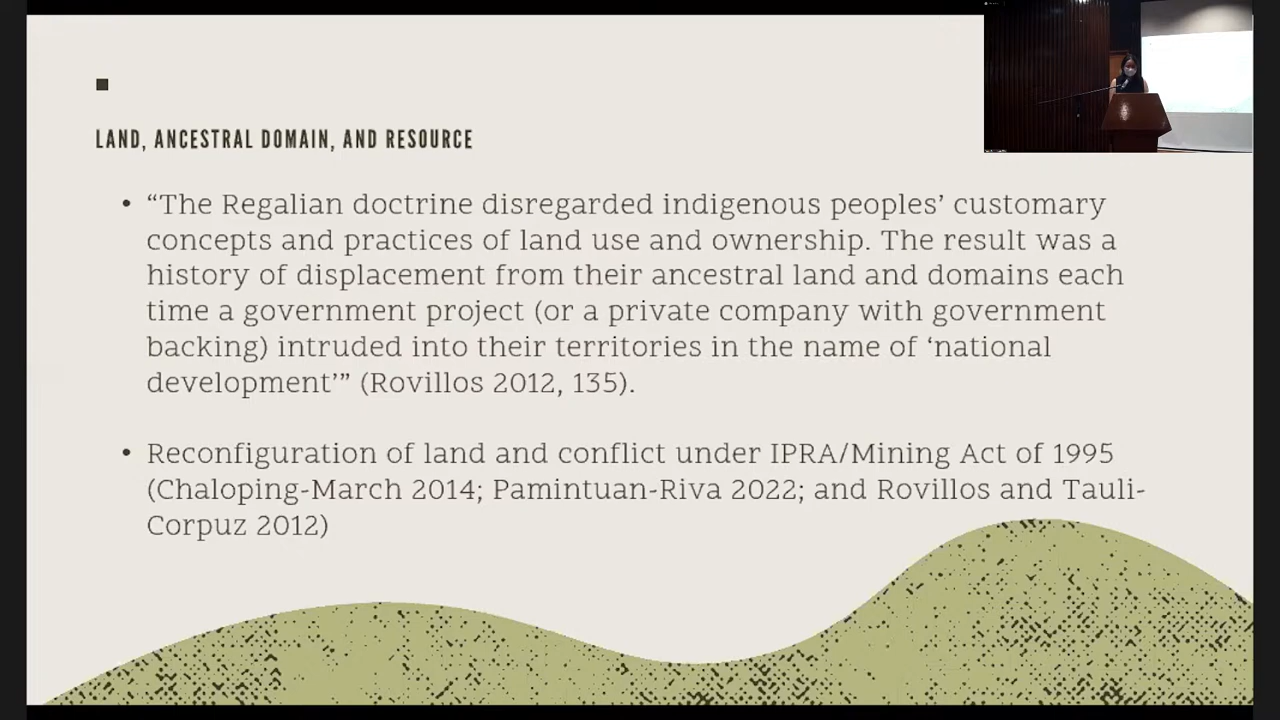 LAND, ANCESTRAL DOMAIN, AND RESOURCE
• “The Regalian doctrine disregarded indigenous peoples’ customary
concepts and practices of land use and ownership. The result was a
history of displacement from their ancestral land and domains each
time a government project (or a private company with government
backing) intruded into their territories in the name of ‘national
development’” (Rovillos 2012, 135).
• Reconfiguration of land and conflict under IPRA/Mining Act of 1995
(Chaloping-March 2014; Pamintuan-Riva 2022; and Rovillos and Tauli-
Corpuz 2012)